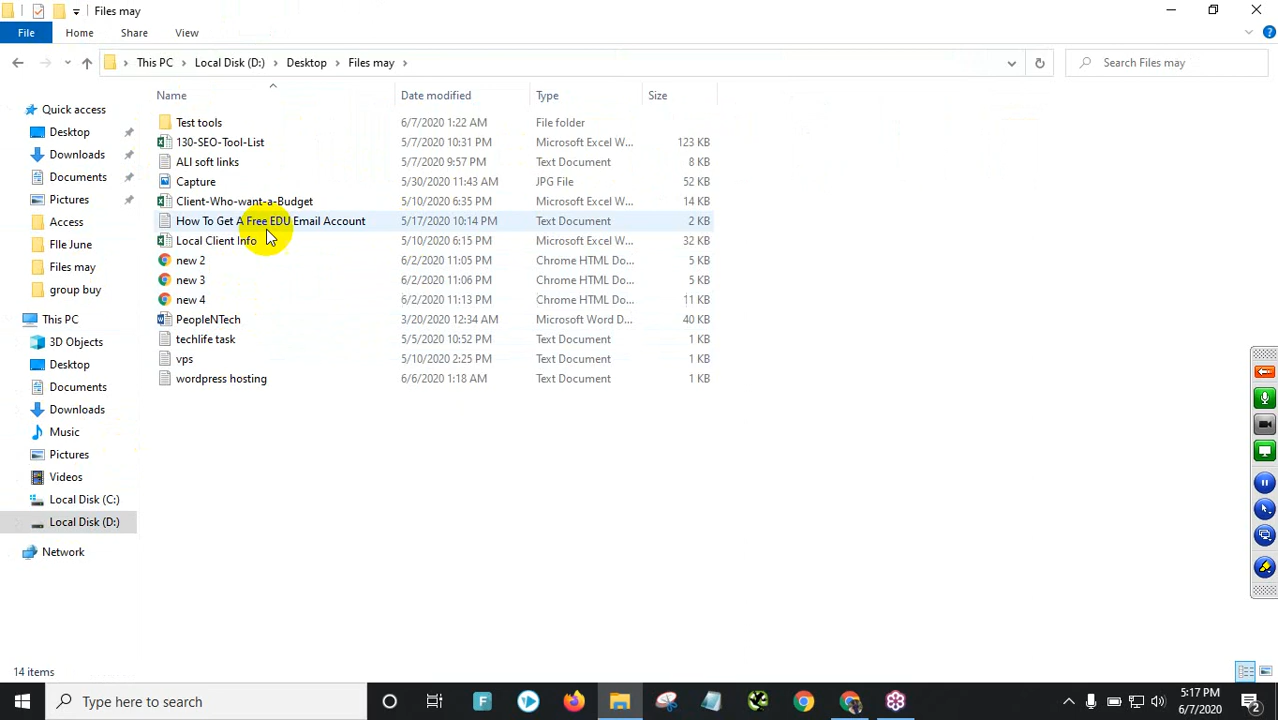 Files may
File Home Share View
This PC Local Disk (D:) Desktop Files may
Search Files may
Name Date modified Type Size
Test tools 6/7/2020 1:22 AM File folder
130-SEO-Tool-List 5/7/2020 10:31 PM Microsoft Excel W... 123 KB
ALI soft links 5/7/2020 9:57 PM Text Document 8 KB
Capture 5/30/2020 11:43 AM JPG File 52 KB
Client-Who-want-a-Budget 5/10/2020 6:35 PM Microsoft Excel W... 14 KB
How To Get A Free EDU Email Account 5/17/2020 10:14 PM Text Document 2 KB
Local Client Info 5/10/2020 6:15 PM Microsoft Excel W... 32 KB
new 2 6/2/2020 11:05 PM Chrome HTML Do... 5 KB
new 3 6/2/2020 11:06 PM Chrome HTML Do... 5 KB
new 4 6/2/2020 11:13 PM Chrome HTML Do... 11 KB
PeopleNTech 3/20/2020 12:34 AM Microsoft Word D... 40 KB
techlife task 5/5/2020 10:52 PM Text Document 1 KB
vps 5/10/2020 2:25 PM Text Document 1 KB
wordpress hosting 6/6/2020 1:18 AM Text Document 1 KB
Quick access
Desktop
Downloads
Documents
Pictures
Access
FIle June
Files may
group buy
This PC
3D Objects
Desktop
Documents
Downloads
Music
Pictures
Videos
Local Disk (C:)
Local Disk (D:)
Network
14 items
Type here to search
5:17 PM
6/7/2020
2